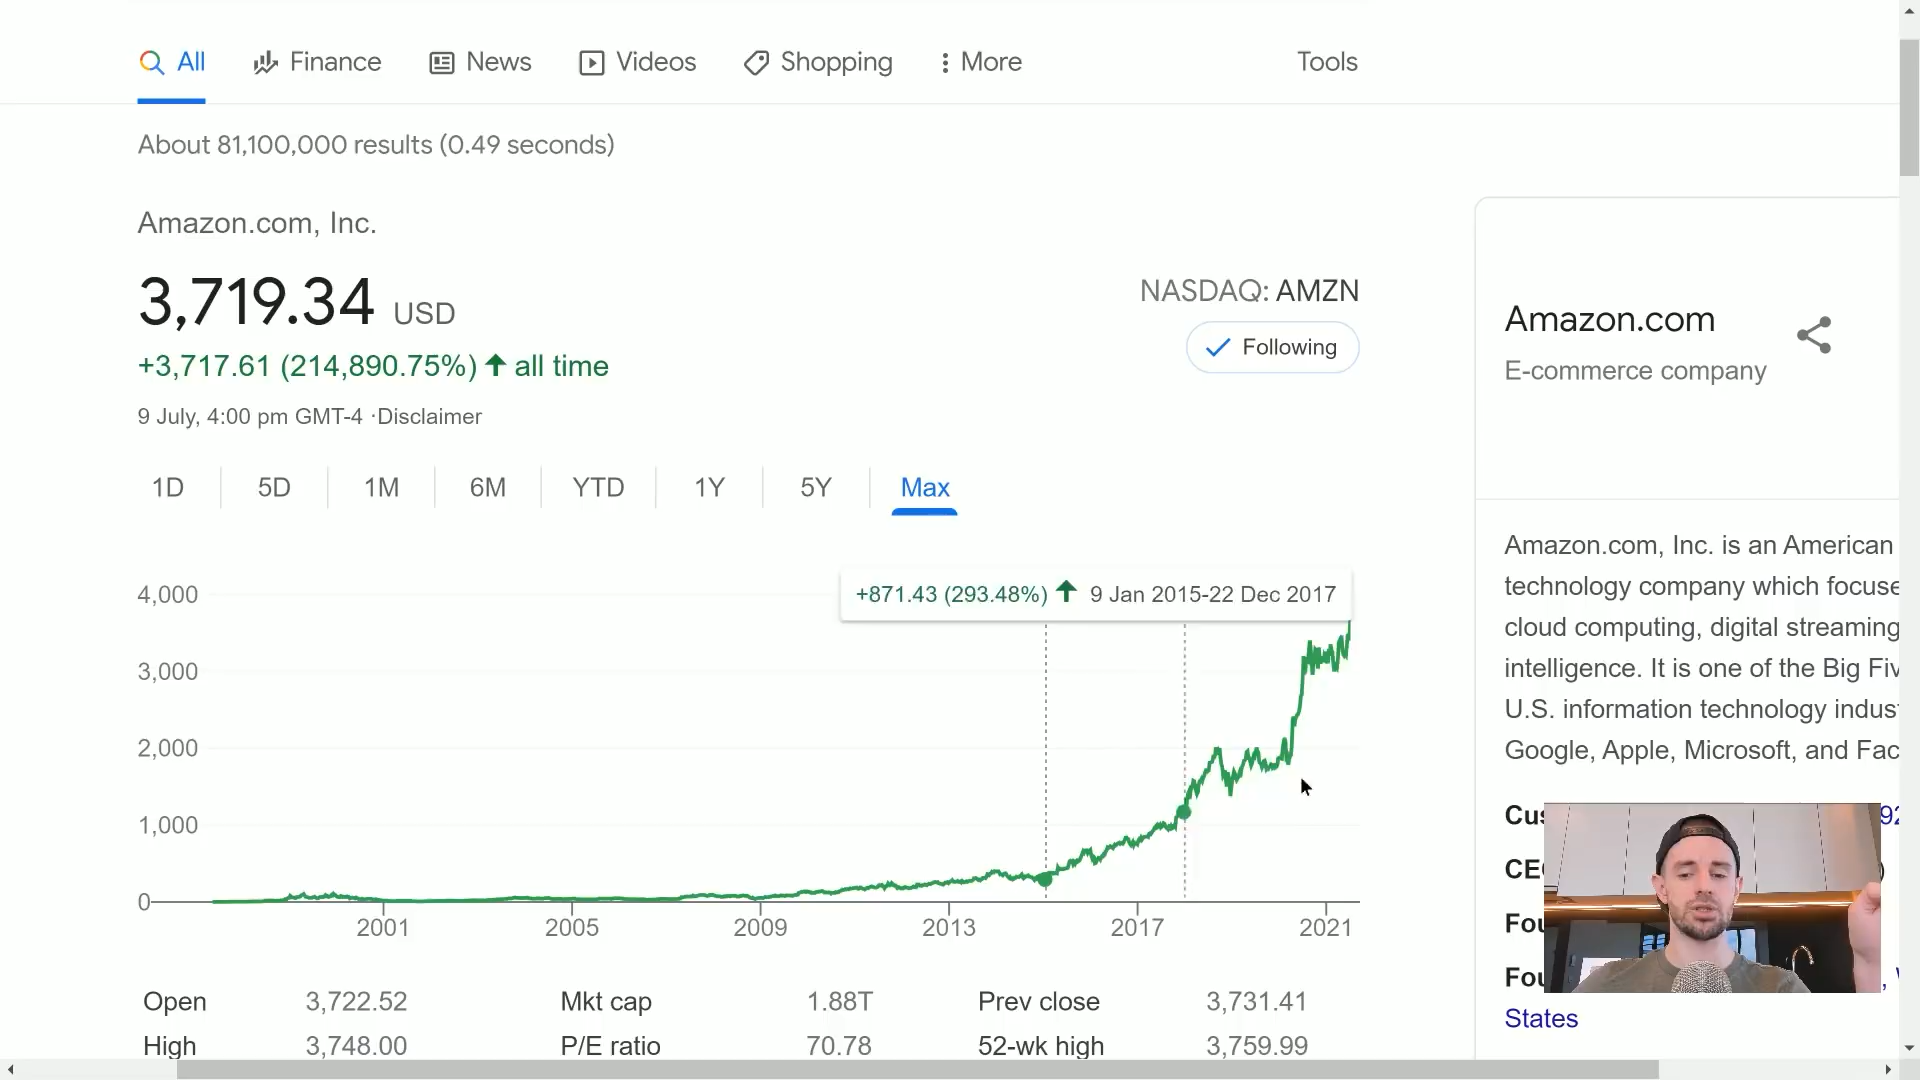 All Finance News Videos Shopping More Tools
About 81,100,000 results (0.49 seconds)
Amazon.com, Inc.
3,719.34 USD
NASDAQ: AMZN
+3,717.61 (214,890.75%) all time
Following
9 July, 4:00 pm GMT-4 ·Disclaimer
1D 5D 1M 6M YTD 1Y 5Y Max
+871.43 (293.48%) 9 Jan 2015-22 Dec 2017
4,000
3,000
2,000
1,000
0
2001 2005 2009 2013 2017 2021
Open 3,722.52 Mkt cap 1.88T Prev close 3,731.41
High 3,748.00 P/E ratio 70.78 52-wk high 3,759.99
Amazon.com
E-commerce company
Amazon.com, Inc. is an American
technology company which focuse
cloud computing, digital streaming
intelligence. It is one of the Big Fiv
U.S. information technology indus
Google, Apple, Microsoft, and Fac
Cus
CE
Fou
Fou
States